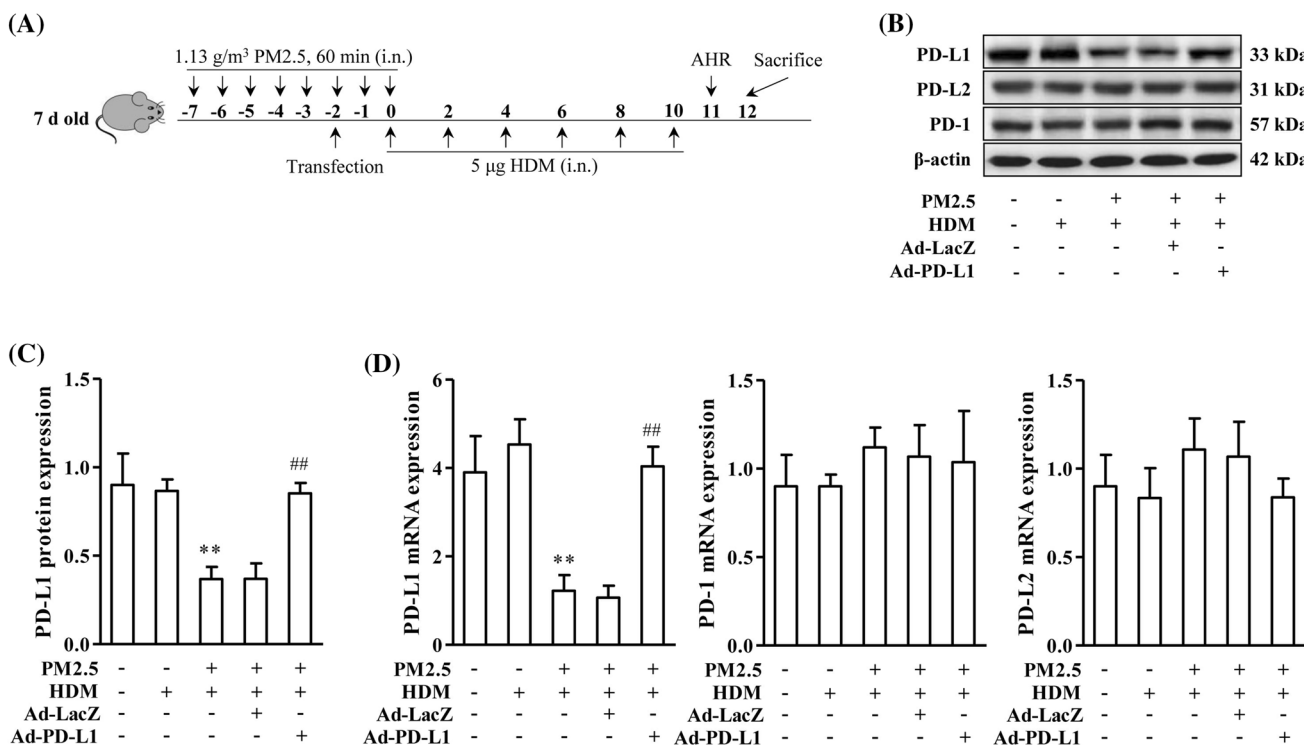 (A)
1.13 g/m³ PM2.5, 60 min (i.n.)
AHR
Sacrifice
7 d old
-7 -6 -5 -4 -3 -2 -1 0 2 4 6 8 10 11 12
Transfection
5 μg HDM (i.n.)
(B)
PD-L1 33 kDa
PD-L2 31 kDa
PD-1 57 kDa
β-actin 42 kDa
PM2.5 - - + + +
HDM - + + + +
Ad-LacZ - - - + -
Ad-PD-L1 - - - - +
(C)
PD-L1 protein expression
1.5
1.0
0.5
0.0
**
##
PM2.5 - - + + +
HDM - + + + +
Ad-LacZ - - - + -
Ad-PD-L1 - - - - +
(D)
PD-L1 mRNA expression
6
4
2
0
**
##
PM2.5 - - + + +
HDM - + + + +
Ad-LacZ - - - + -
Ad-PD-L1 - - - - +
PD-1 mRNA expression
1.5
1.0
0.5
0.0
PM2.5 - - + + +
HDM - + + + +
Ad-LacZ - - - + -
Ad-PD-L1 - - - - +
PD-L2 mRNA expression
1.5
1.0
0.5
0.0
PM2.5 - - + + +
HDM - + + + +
Ad-LacZ - - - + -
Ad-PD-L1 - - - - +